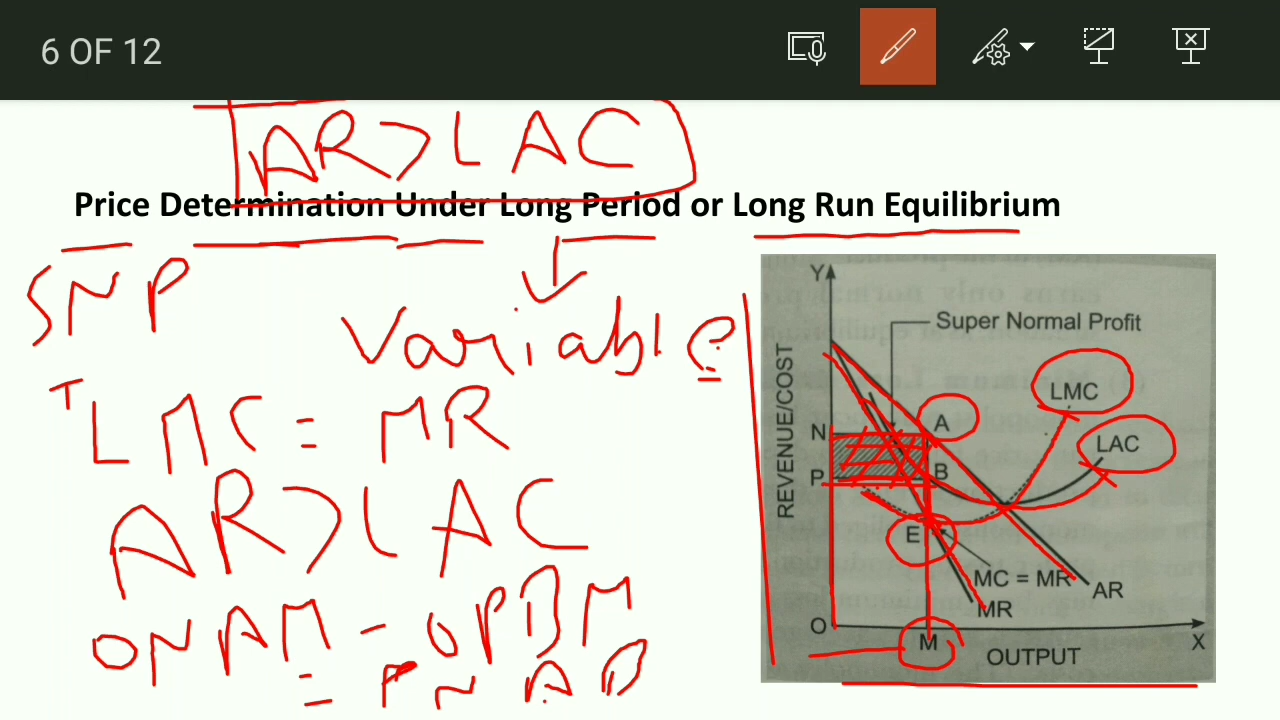 6 OF 12
AR > LAC
Price Determination Under Long Period or Long Run Equilibrium
SNP
Variable
LMC = MR
AR > LAC
ONAM - OPBM
= PNAB
Y
Super Normal Profit
REVENUE/COST
LMC
N
A
LAC
P
B
E
MC = MR
AR
MR
O
M
X
OUTPUT